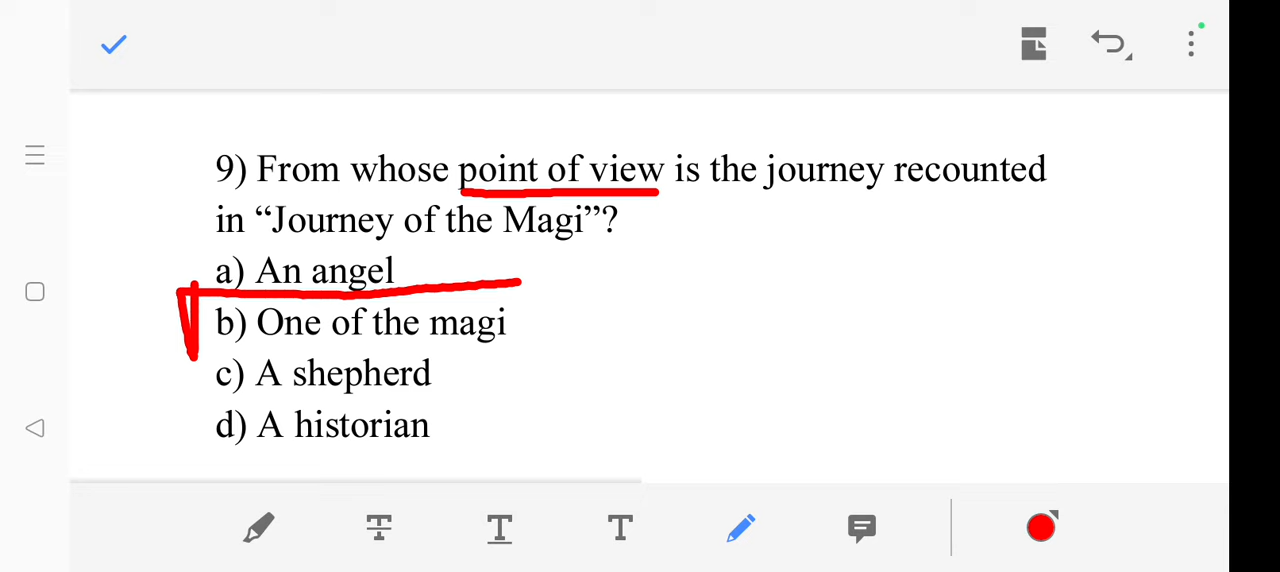 9) From whose point of view is the journey recounted
in “Journey of the Magi”?
a) An angel
b) One of the magi
c) A shepherd
d) A historian